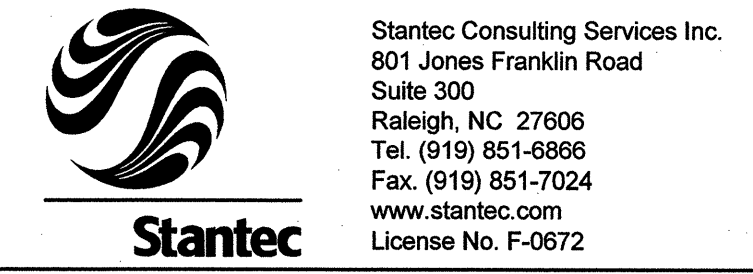 Stantec
Stantec Consulting Services Inc.
801 Jones Franklin Road
Suite 300
Raleigh, NC 27606
Tel. (919) 851-6866
Fax. (919) 851-7024
www.stantec.com
License No. F-0672